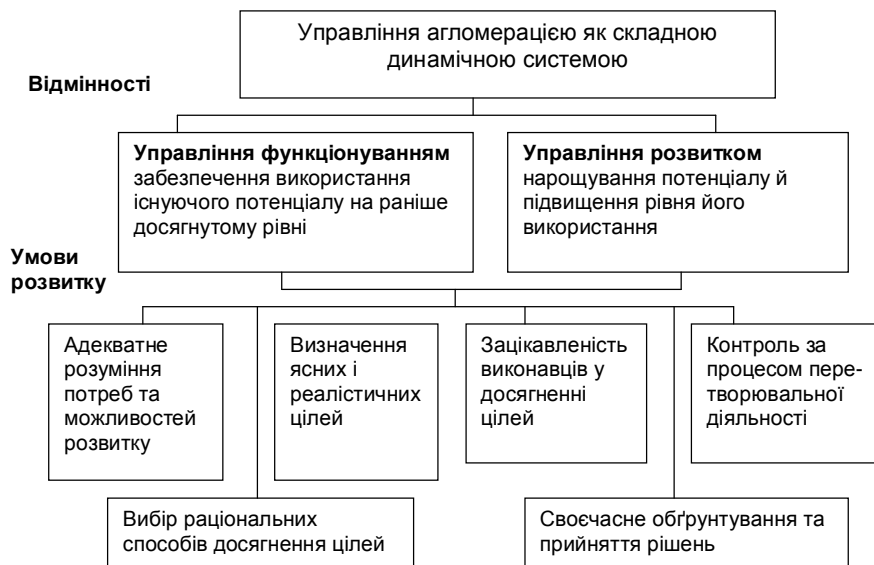 Управління агломерацією як складною
динамічною системою
Відмінності
Управління функціонуванням
забезпечення використання
існуючого потенціалу на раніше
досягнутому рівні
Управління розвитком
нарощування потенціалу й
підвищення рівня його
використання
Умови
розвитку
Адекватне
розуміння
потреб та
можливостей
розвитку
Визначення
ясних і
реалістичних
цілей
Зацікавленість
виконавців у
досягненні
цілей
Контроль за
процесом пере-
творювальної
діяльності
Вибір раціональних
способів досягнення цілей
Своєчасне обґрунтування та
прийняття рішень